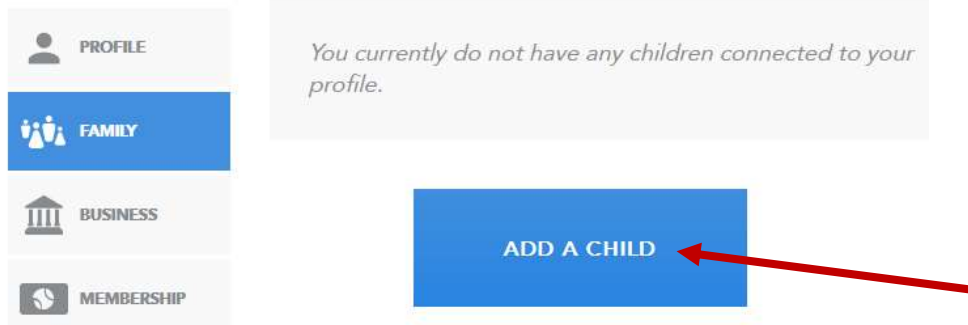 PROFILE
You currently do not have any children connected to your
profile.
FAMILY
BUSINESS
ADD A CHILD
MEMBERSHIP